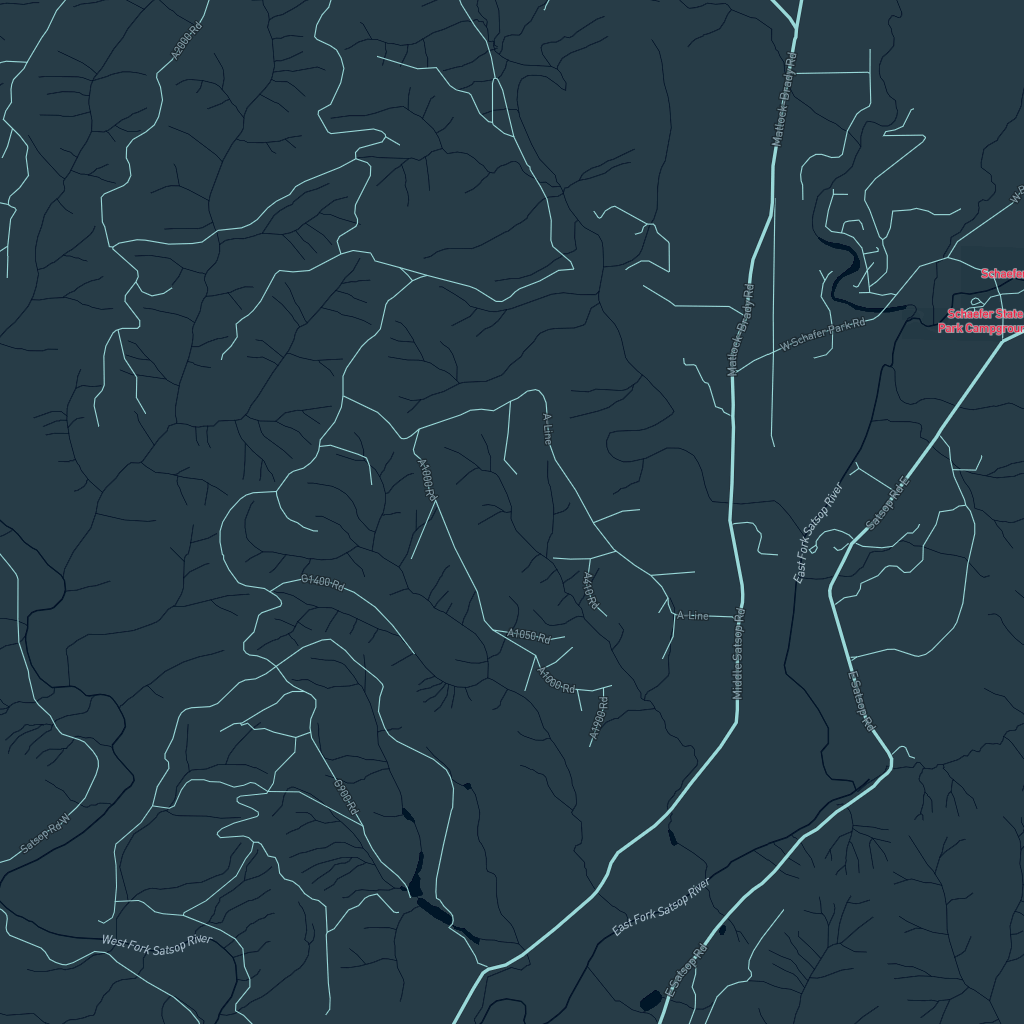 A2000 Rd
Matlock-Brady Rd
W
Schaefer
Schaefer State
Park Campgroun
Matlock-Brady Rd
W Schafer Park Rd
A-Line
A1000 Rd
Satsop Rd E
East Fork Satsop River
G1400 Rd
A410 Rd
A-Line
A1050 Rd
Middle Satsop Rd
A1000 Rd
A1900 Rd
E Satsop Rd
G900 Rd
Satsop Rd W
East Fork Satsop River
West Fork Satsop River
E Satsop Rd